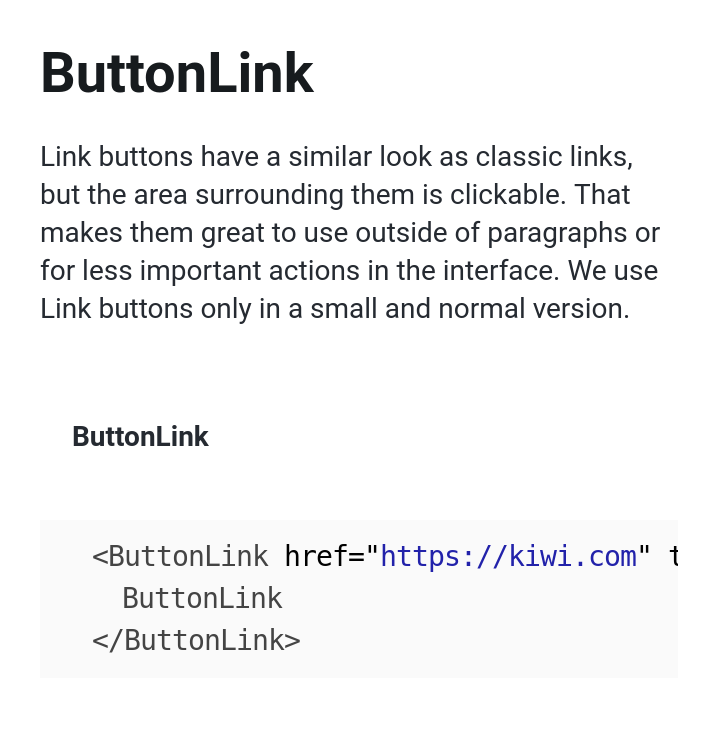 ButtonLink
Link buttons have a similar look as classic links,
but the area surrounding them is clickable. That
makes them great to use outside of paragraphs or
for less important actions in the interface. We use
Link buttons only in a small and normal version.
ButtonLink
<ButtonLink href="https://kiwi.com" t
ButtonLink
</ButtonLink>